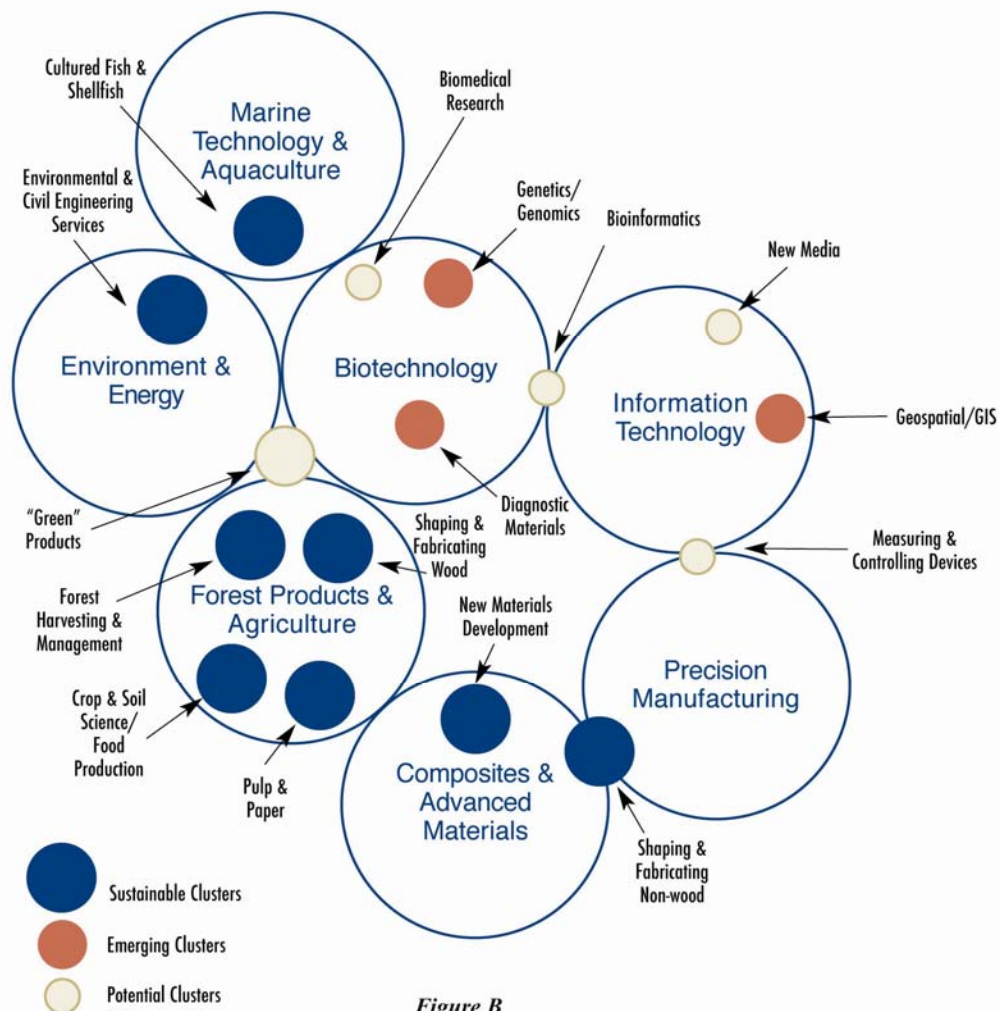 Cultured Fish &
Shellfish
Marine
Technology &
Aquaculture
Biomedical
Research
Environmental &
Civil Engineering
Services
Genetics/
Genomics
Bioinformatics
New Media
Environment &
Energy
Biotechnology
Information
Technology
Geospatial/GIS
"Green"
Products
Diagnostic
Materials
Shaping &
Fabricating
Wood
Measuring &
Controlling Devices
Forest
Harvesting &
Management
Forest Products &
Agriculture
New Materials
Development
Precision
Manufacturing
Crop & Soil
Science/
Food
Production
Pulp &
Paper
Composites &
Advanced
Materials
Shaping &
Fabricating
Non-wood
Sustainable Clusters
Emerging Clusters
Potential Clusters
Figure B